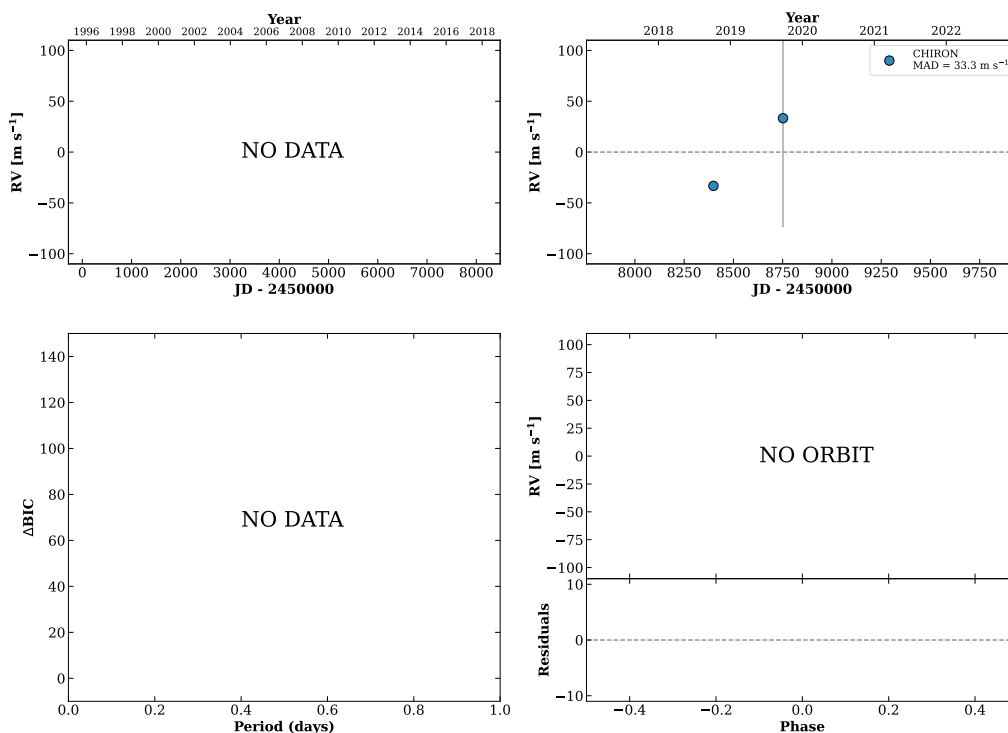 Year
1996 1998 2000 2002 2004 2006 2008 2010 2012 2014 2016 2018
100
50
0
−50
−100
RV [m s⁻¹]
NO DATA
0 1000 2000 3000 4000 5000 6000 7000 8000
JD - 2450000
Year
2018 2019 2020 2021 2022
CHIRON
MAD = 33.3 m s⁻¹
100
50
0
−50
−100
RV [m s⁻¹]
8000 8250 8500 8750 9000 9250 9500 9750
JD - 2450000
140
120
100
80
60
40
20
0
ΔBIC
NO DATA
0.0 0.2 0.4 0.6 0.8 1.0
Period (days)
100
75
50
25
0
−25
−50
−75
−100
RV [m s⁻¹]
NO ORBIT
10
0
−10
Residuals
−0.4 −0.2 0.0 0.2 0.4
Phase